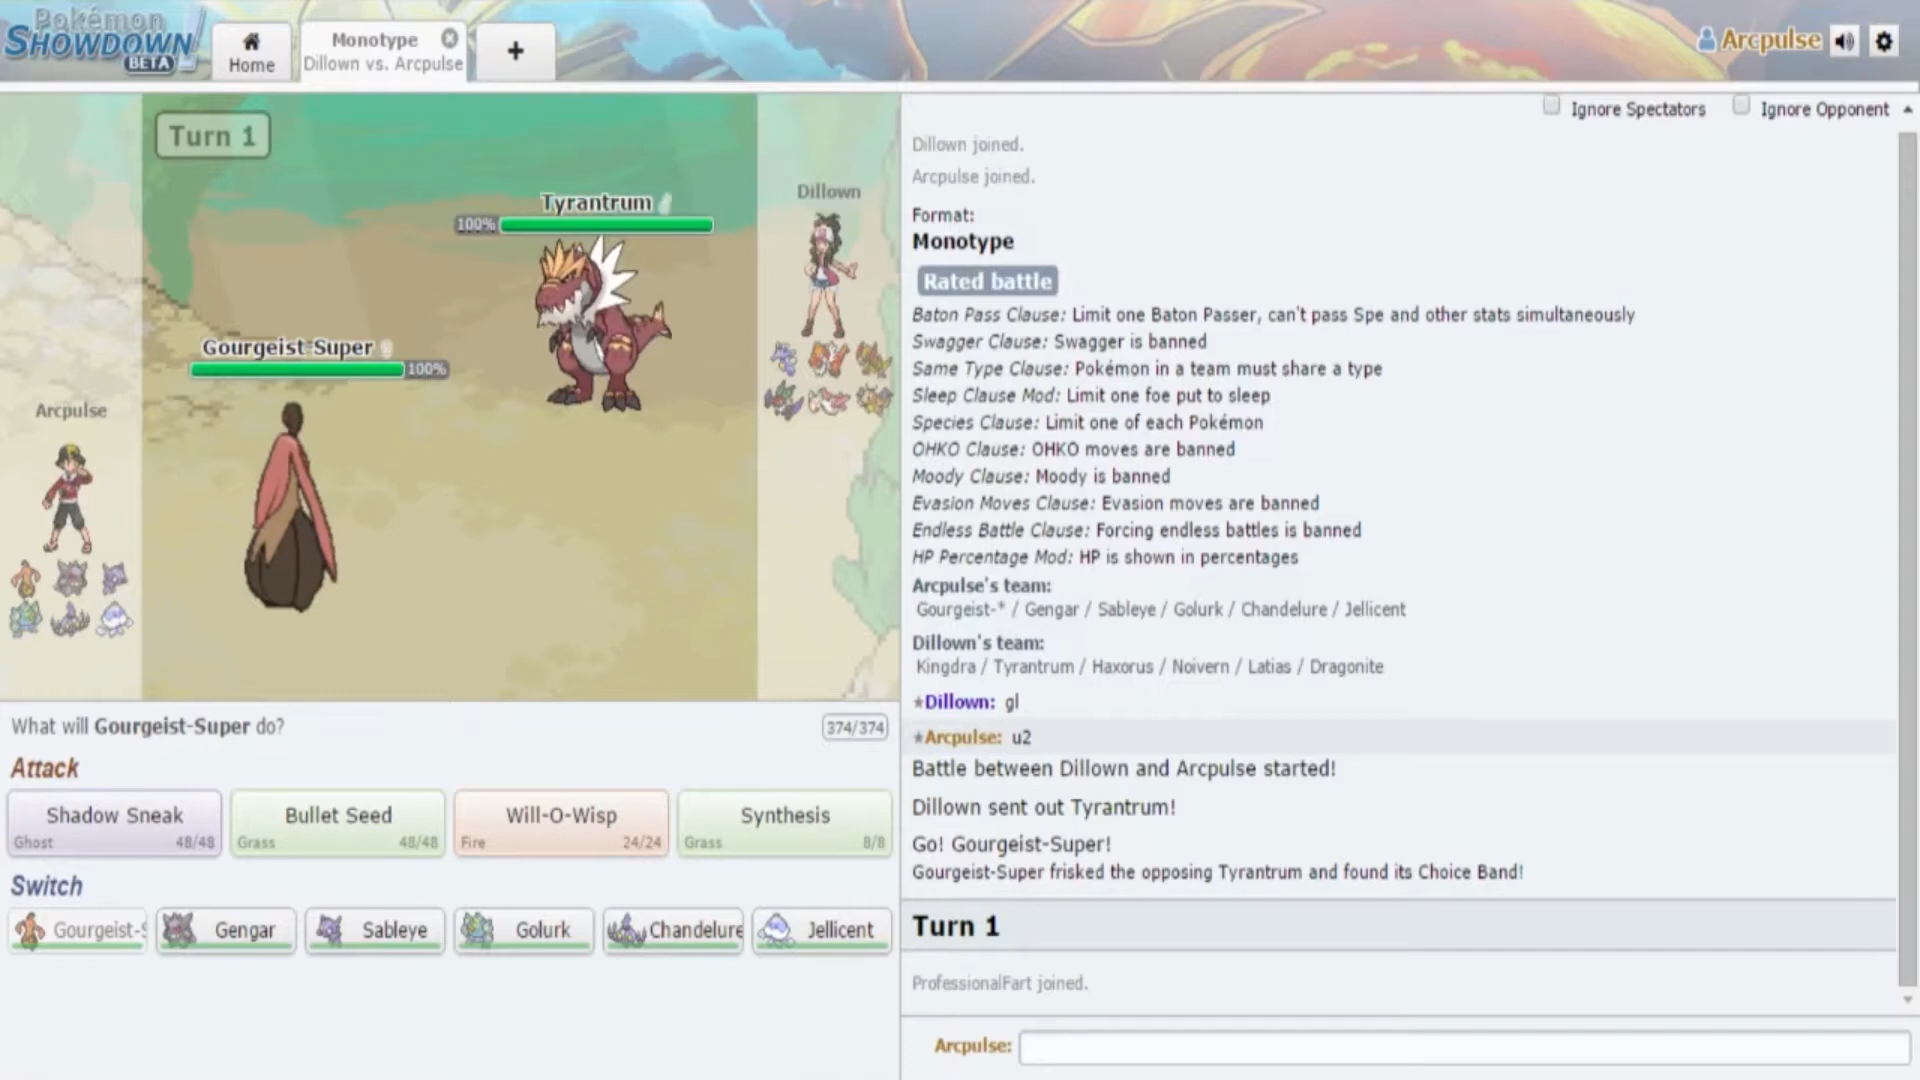 Pokémon
SHOWDOWN!
BETA
Home
Monotype
Dillown vs. Arcpulse
+
Arcpulse
Turn 1
Tyrantrum
100%
Dillown
Gourgeist-Super
100%
Arcpulse
Ignore Spectators
Ignore Opponent
Dillown joined.
Arcpulse joined.
Format:
Monotype
Rated battle
Baton Pass Clause: Limit one Baton Passer, can't pass Spe and other stats simultaneously
Swagger Clause: Swagger is banned
Same Type Clause: Pokémon in a team must share a type
Sleep Clause Mod: Limit one foe put to sleep
Species Clause: Limit one of each Pokémon
OHKO Clause: OHKO moves are banned
Moody Clause: Moody is banned
Evasion Moves Clause: Evasion moves are banned
Endless Battle Clause: Forcing endless battles is banned
HP Percentage Mod: HP is shown in percentages
Arcpulse's team:
Gourgeist-* / Gengar / Sableye / Golurk / Chandelure / Jellicent
Dillown's team:
Kingdra / Tyrantrum / Haxorus / Noivern / Latias / Dragonite
★Dillown: gl
★Arcpulse: u2
Battle between Dillown and Arcpulse started!
Dillown sent out Tyrantrum!
Go! Gourgeist-Super!
Gourgeist-Super frisked the opposing Tyrantrum and found its Choice Band!
Turn 1
ProfessionalFart joined.
Arcpulse:
What will Gourgeist-Super do?
374/374
Attack
Shadow Sneak
Ghost 48/48
Bullet Seed
Grass 48/48
Will-O-Wisp
Fire 24/24
Synthesis
Grass 8/8
Switch
Gourgeist-S
Gengar
Sableye
Golurk
Chandelure
Jellicent